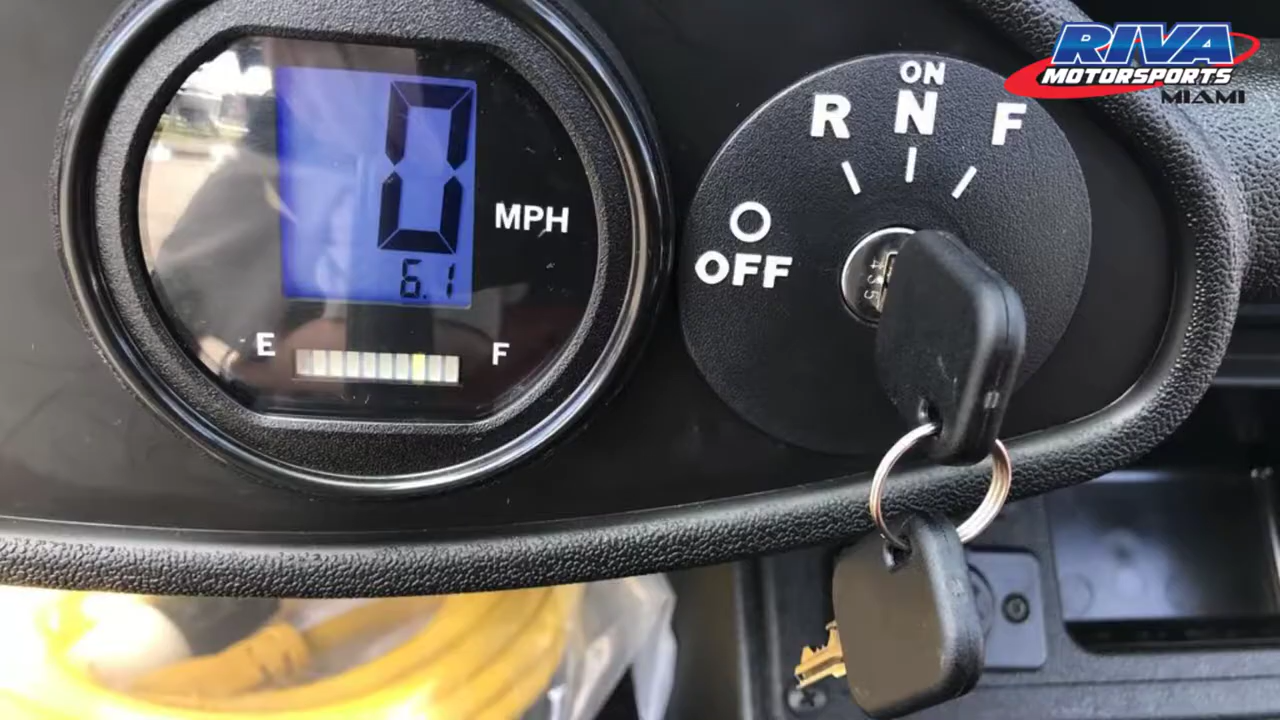 RIVA
MOTORSPORTS
MIAMI
0
MPH
6.1
E
F
ON
R N F
OFF